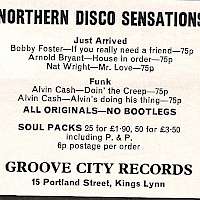 NORTHERN DISCO SENSATIONS
Just Arrived
Bobby Foster—If you really need a friend—75p
Arnold Bryant—House in order—75p
Nat Wright—Mr. Love—75p
Funk
Alvin Cash—Doin' the Creep—75p
Alvin Cash—Alvin's doing his thing—75p
ALL ORIGINALS—NO BOOTLEGS
SOUL PACKS 25 for £1·90, 50 for £3·50
including P. & P.
6p postage per order
GROOVE CITY RECORDS
15 Portland Street, Kings Lynn